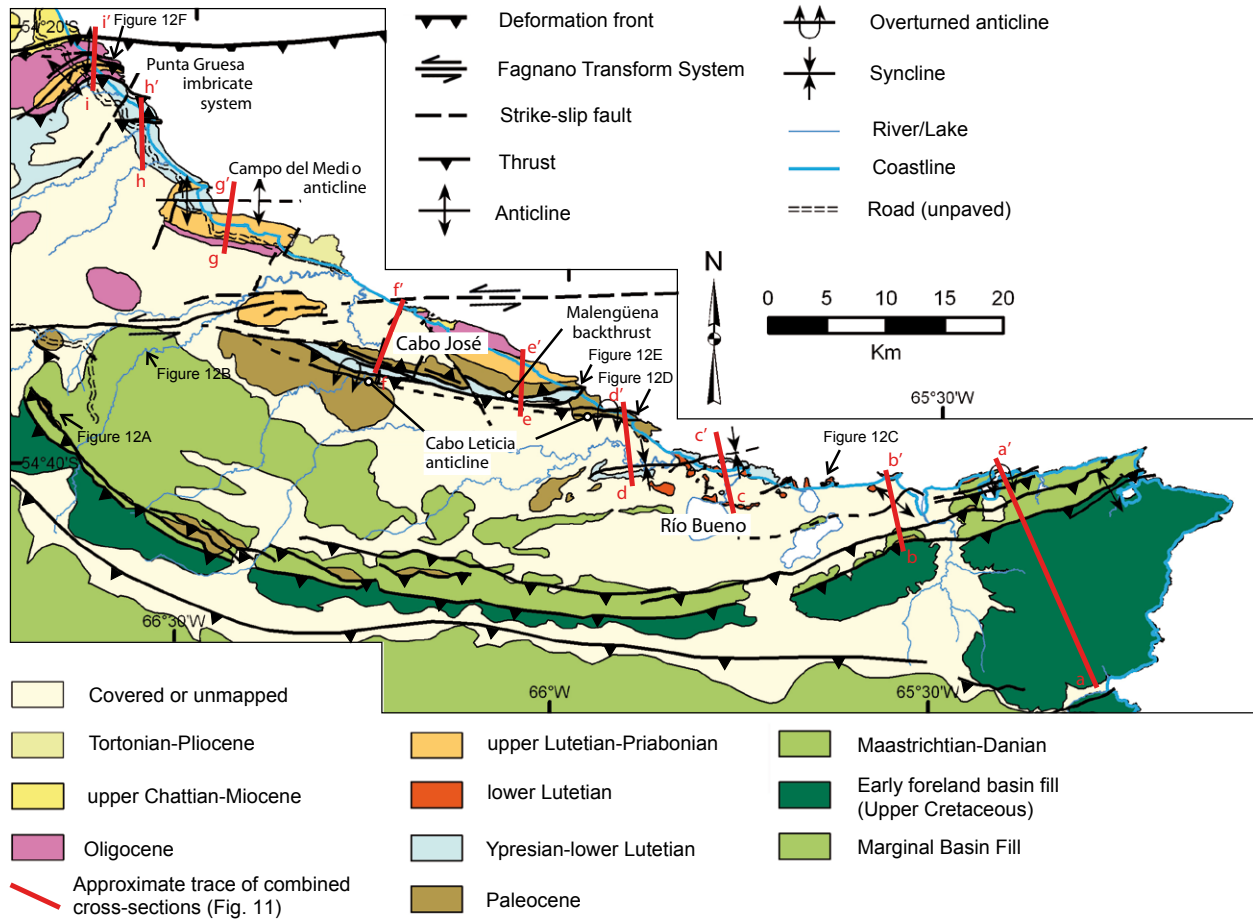 54°20'S
i'
Figure 12F
Punta Gruesa
imbricate
system
i
h'
h
Campo del Medio
anticline
g'
g
f'
Cabo José
f
Malengüena
backthrust
e'
e
Figure 12E
Figure 12D
d'
d
Figure 12B
Figure 12A
54°40'S
Cabo Leticia
anticline
c'
c
Río Bueno
Figure 12C
b'
b
a'
a
65°30'W
66°30'W
66°W
65°30'W
Deformation front
Fagnano Transform System
Strike-slip fault
Thrust
Anticline
Overturned anticline
Syncline
River/Lake
Coastline
Road (unpaved)
N
0 5 10 15 20
Km
Covered or unmapped
Tortonian-Pliocene
upper Chattian-Miocene
Oligocene
Approximate trace of combined
cross-sections (Fig. 11)
upper Lutetian-Priabonian
lower Lutetian
Ypresian-lower Lutetian
Paleocene
Maastrichtian-Danian
Early foreland basin fill
(Upper Cretaceous)
Marginal Basin Fill